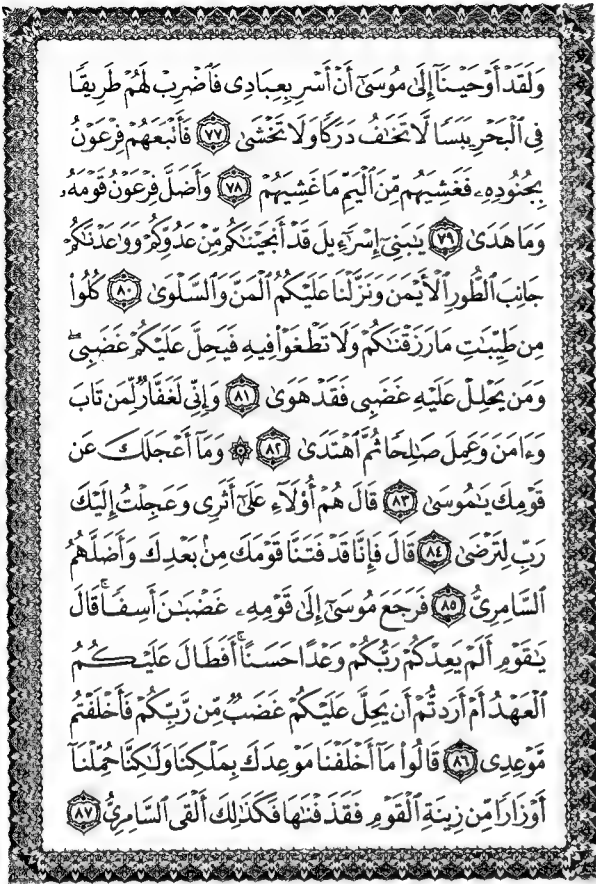 وَلَقَدْ أَوْحَيْنَآ إِلَىٰ مُوسَىٰٓ أَنْ أَسْرِ بِعِبَادِى فَٱضْرِبْ لَهُمْ طَرِيقًا
فِى ٱلْبَحْرِ يَبَسًا لَّا تَخَٰفُ دَرَكًا وَلَا تَخْشَىٰ ٧٧ فَأَتْبَعَهُمْ فِرْعَوْنُ
بِجُنُودِهِۦ فَغَشِيَهُم مِّنَ ٱلْيَمِّ مَا غَشِيَهُمْ ٧٨ وَأَضَلَّ فِرْعَوْنُ قَوْمَهُۥ
وَمَا هَدَىٰ ٧٩ يَٰبَنِىٓ إِسْرَٰٓءِيلَ قَدْ أَنجَيْنَٰكُم مِّنْ عَدُوِّكُمْ وَوَٰعَدْنَٰكُمْ
جَانِبَ ٱلطُّورِ ٱلْأَيْمَنَ وَنَزَّلْنَا عَلَيْكُمُ ٱلْمَنَّ وَٱلسَّلْوَىٰ ٨٠ كُلُوا۟
مِن طَيِّبَٰتِ مَا رَزَقْنَٰكُمْ وَلَا تَطْغَوْا۟ فِيهِ فَيَحِلَّ عَلَيْكُمْ غَضَبِى ۖ
وَمَن يَحْلِلْ عَلَيْهِ غَضَبِى فَقَدْ هَوَىٰ ٨١ وَإِنِّى لَغَفَّارٌ لِّمَن تَابَ
وَءَامَنَ وَعَمِلَ صَٰلِحًا ثُمَّ ٱهْتَدَىٰ ٨٢ ۞ وَمَآ أَعْجَلَكَ عَن
قَوْمِكَ يَٰمُوسَىٰ ٨٣ قَالَ هُمْ أُو۟لَآءِ عَلَىٰٓ أَثَرِى وَعَجِلْتُ إِلَيْكَ
رَبِّ لِتَرْضَىٰ ٨٤ قَالَ فَإِنَّا قَدْ فَتَنَّا قَوْمَكَ مِنۢ بَعْدِكَ وَأَضَلَّهُمُ
ٱلسَّامِرِىُّ ٨٥ فَرَجَعَ مُوسَىٰٓ إِلَىٰ قَوْمِهِۦ غَضْبَٰنَ أَسِفًا ۚ قَالَ
يَٰقَوْمِ أَلَمْ يَعِدْكُمْ رَبُّكُمْ وَعْدًا حَسَنًا ۚ أَفَطَالَ عَلَيْكُمُ
ٱلْعَهْدُ أَمْ أَرَدتُّمْ أَن يَحِلَّ عَلَيْكُمْ غَضَبٌ مِّن رَّبِّكُمْ فَأَخْلَفْتُم
مَّوْعِدِى ٨٦ قَالُوا۟ مَآ أَخْلَفْنَا مَوْعِدَكَ بِمَلْكِنَا وَلَٰكِنَّا حُمِّلْنَآ
أَوْزَارًا مِّن زِينَةِ ٱلْقَوْمِ فَقَذَفْنَٰهَا فَكَذَٰلِكَ أَلْقَى ٱلسَّامِرِىُّ ٨٧